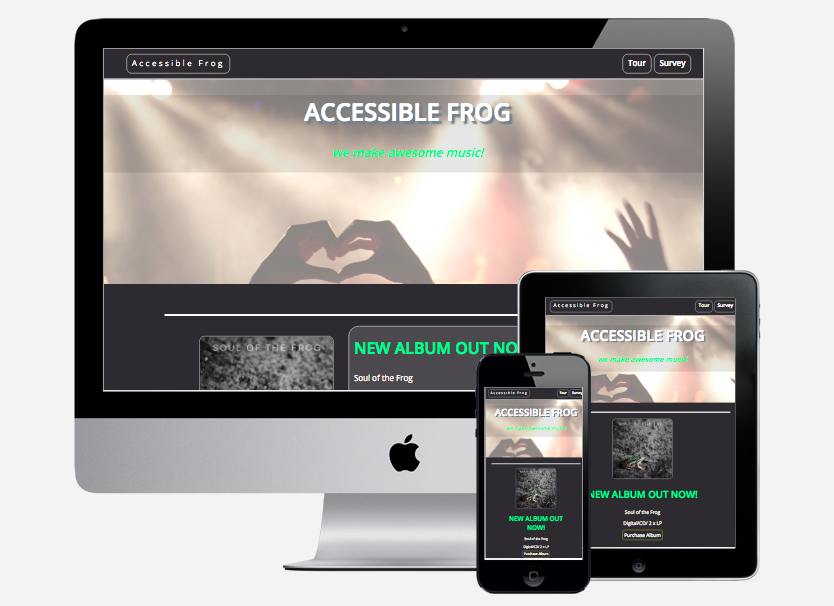 Accessible Frog
Tour
Survey
ACCESSIBLE FROG
we make awesome music!
SOUL OF THE FROG
NEW ALBUM OUT NO
Soul of the Frog
Accessible Frog
Tour
Survey
ACCESSIBLE FROG
we make awesome music!
NEW ALBUM OUT NOW!
Soul of the Frog
Digital/CD/ 2 x LP
Purchase Album
Accessible Frog
Tour
Survey
ACCESSIBLE FROG
we make awesome music!
NEW ALBUM OUT
NOW!
Soul of the Frog
Digital/CD/ 2 x LP
Purchase Album